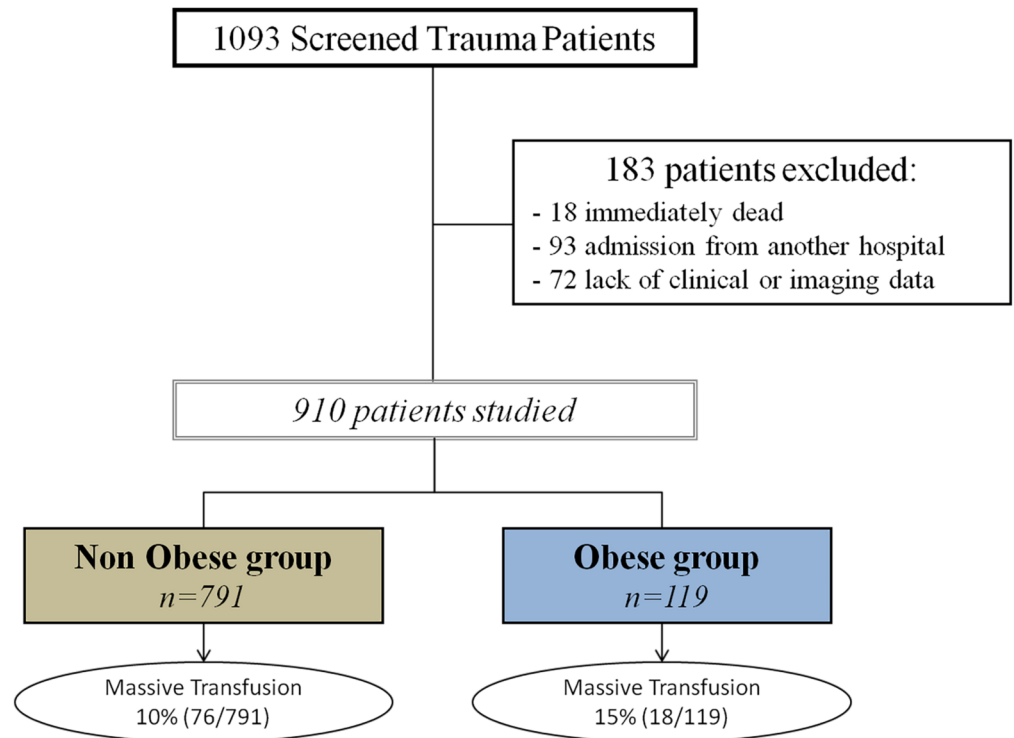 1093 Screened Trauma Patients
183 patients excluded:
- 18 immediately dead
- 93 admission from another hospital
- 72 lack of clinical or imaging data
910 patients studied
Non Obese group
n=791
Obese group
n=119
Massive Transfusion
10% (76/791)
Massive Transfusion
15% (18/119)